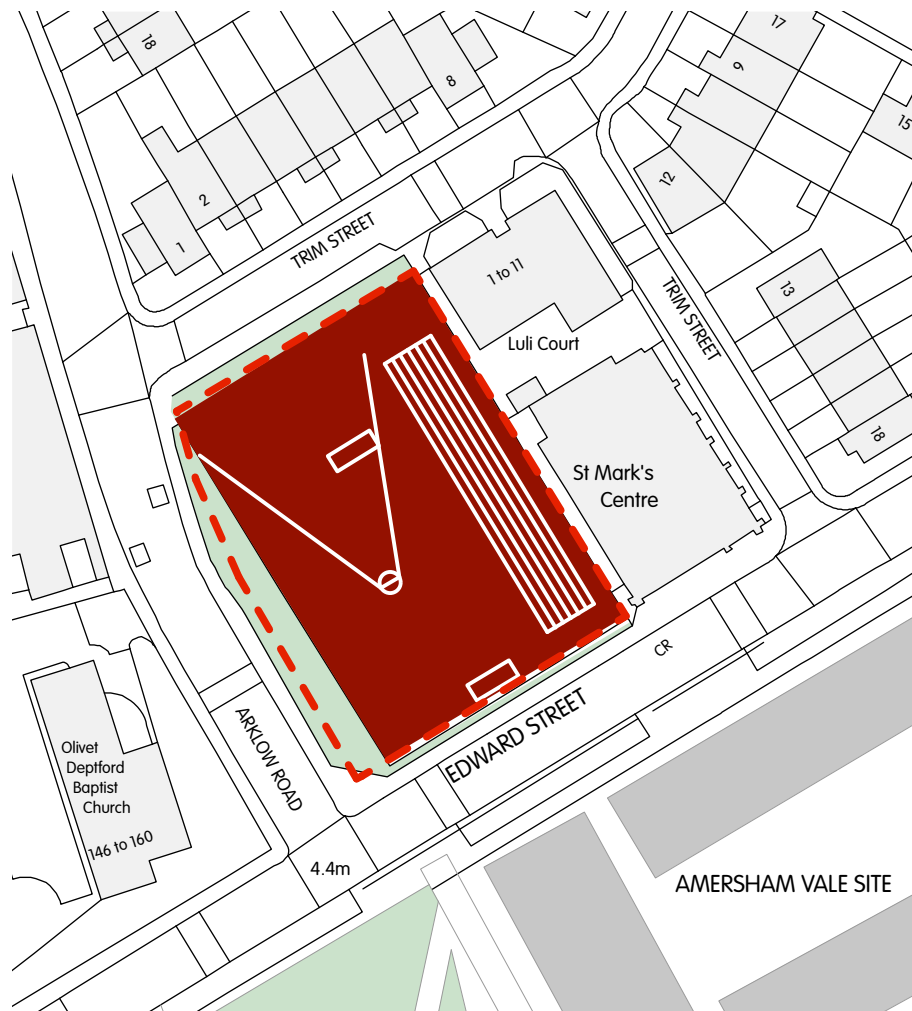 17
18
9
8
15
12
2
TRIM STREET
1
1 to 11
13
TRIM STREET
Luli Court
18
St Mark's
Centre
CR
ARKLOW ROAD
EDWARD STREET
Olivet
Deptford
Baptist
Church
146 to 160
4.4m
AMERSHAM VALE SITE